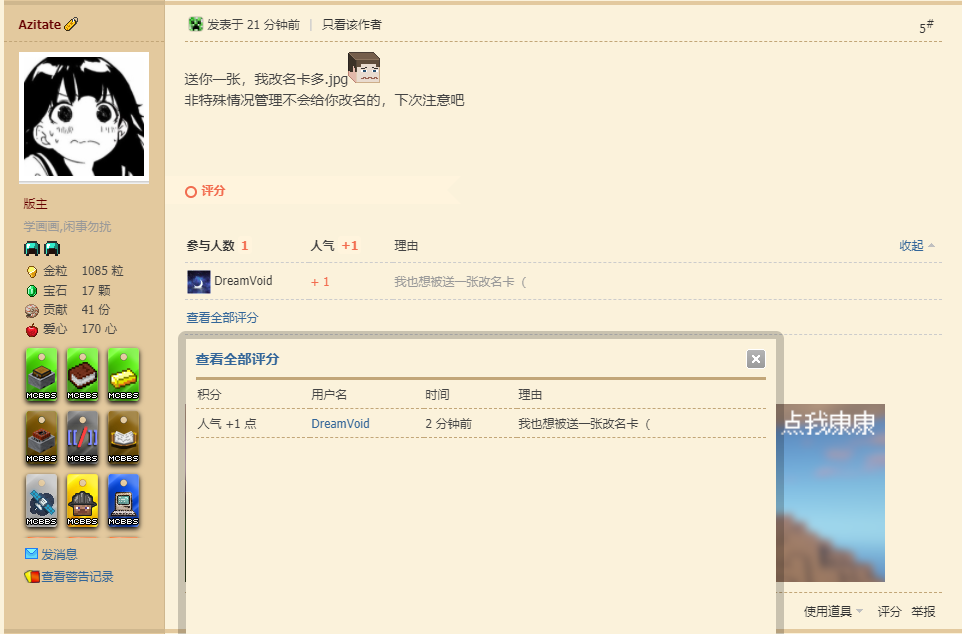 Azitate
发表于 21 分钟前 | 只看该作者
5#
送你一张，我改名卡多.jpg
非特殊情况管理不会给你改名的，下次注意吧
版主
学画画,闲事勿扰
金粒 1085 粒
宝石 17 颗
贡献 41 份
爱心 170 心
MCBBS MCBBS MCBBS
MCBBS MCBBS MCBBS
MCBBS MCBBS MCBBS
发消息
查看警告记录
评分
参与人数 1 人气 +1 理由 收起
DreamVoid + 1 我也想被送一张改名卡（
查看全部评分
查看全部评分
积分 用户名 时间 理由
人气 +1 点 DreamVoid 2 分钟前 我也想被送一张改名卡（
点我康康
使用道具 评分 举报